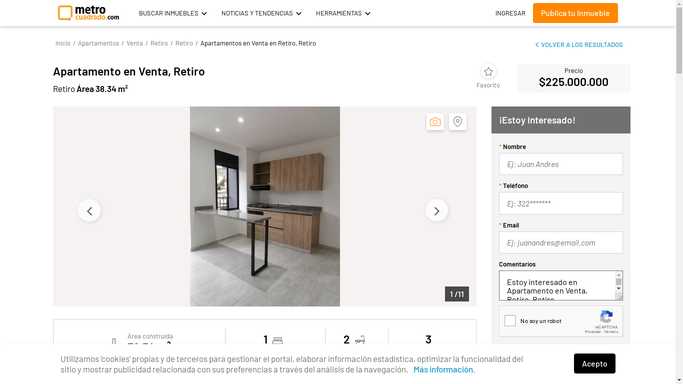 metro
cuadrado.com
BUSCAR INMUEBLES
NOTICIAS Y TENDENCIAS
HERRAMIENTAS
INGRESAR
Publica tu Inmueble
Inicio / Apartamentos / Venta / Retiro / Retiro / Apartamentos en Venta en Retiro, Retiro
VOLVER A LOS RESULTADOS
Apartamento en Venta, Retiro
Retiro Área 38.34 m²
Favorito
Precio
$225.000.000
1 /11
¡Estoy Interesado!
* Nombre
Ej: Juan Andres
* Teléfono
Ej: 322*******
* Email
Ej: juanandres@email.com
Comentarios
Estoy interesado en
Apartamento en Venta,
Retiro, Retiro
No soy un robot
reCAPTCHA
Privacidad - Términos
Área construida
1
2
3
Utilizamos 'cookies' propias y de terceros para gestionar el portal, elaborar información estadística, optimizar la funcionalidad del
sitio y mostrar publicidad relacionada con sus preferencias a través del análisis de la navegación. Más información.
Acepto